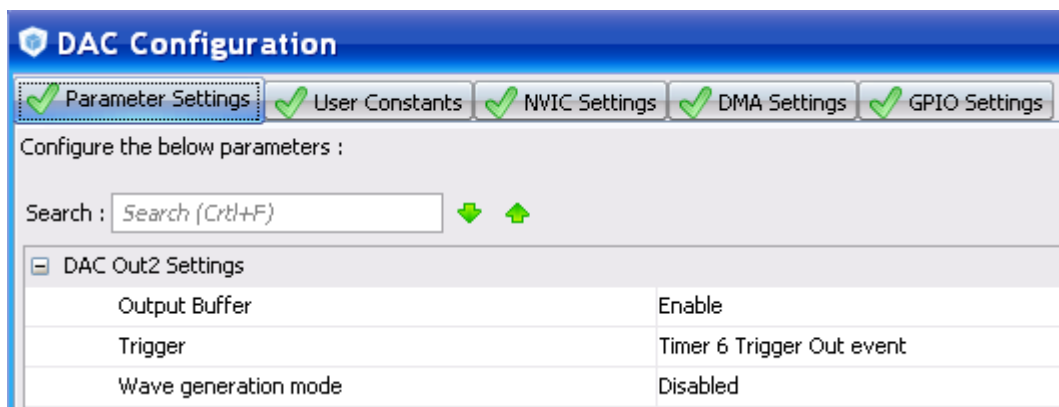 DAC Configuration
Parameter Settings User Constants NVIC Settings DMA Settings GPIO Settings
Configure the below parameters :
Search : Search (Crtl+F)
DAC Out2 Settings
Output Buffer Enable
Trigger Timer 6 Trigger Out event
Wave generation mode Disabled